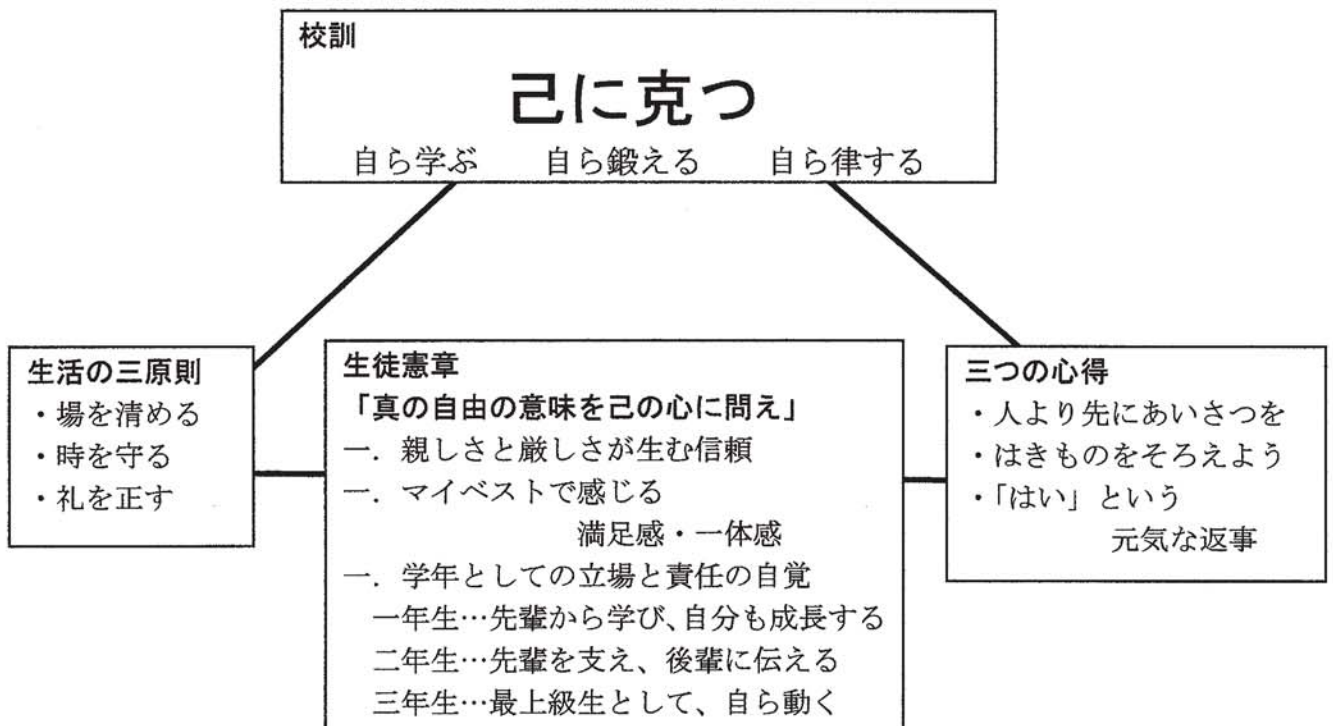 校訓
己に克つ
自ら学ぶ 自ら鍛える 自ら律する
生活の三原則
・場を清める
・時を守る
・礼を正す
生徒憲章
「真の自由の意味を己の心に問え」
一．親しさと厳しさが生む信頼
一．マイベストで感じる
満足感・一体感
一．学年としての立場と責任の自覚
一年生…先輩から学び、自分も成長する
二年生…先輩を支え、後輩に伝える
三年生…最上級生として、自ら動く
三つの心得
・人より先にあいさつを
・はきものをそろえよう
・「はい」という
元気な返事